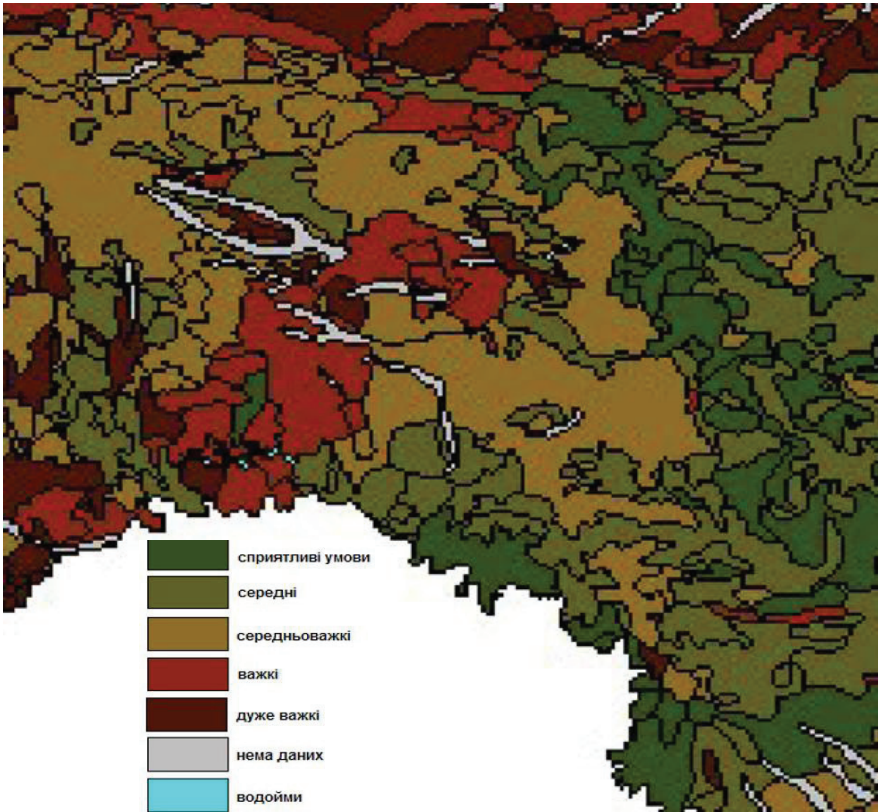 сприятливі умови
середні
середньоважкі
важкі
дуже важкі
нема даних
водойми